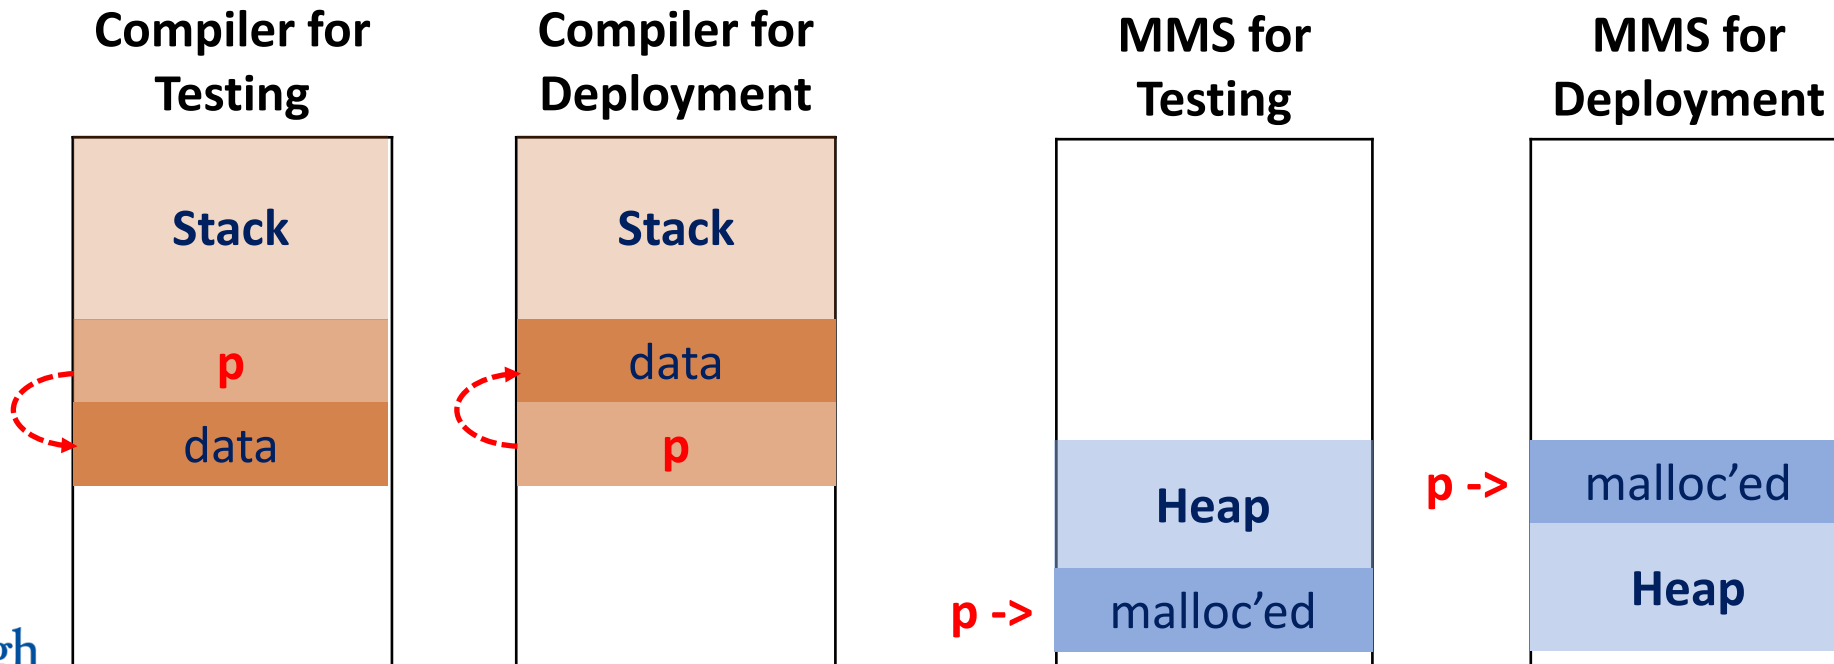 Compiler for
Testing
Compiler for
Deployment
MMS for
Testing
MMS for
Deployment
Stack
p
data
Stack
data
p
Heap
p -> malloc’ed
p -> malloc’ed
Heap
gh